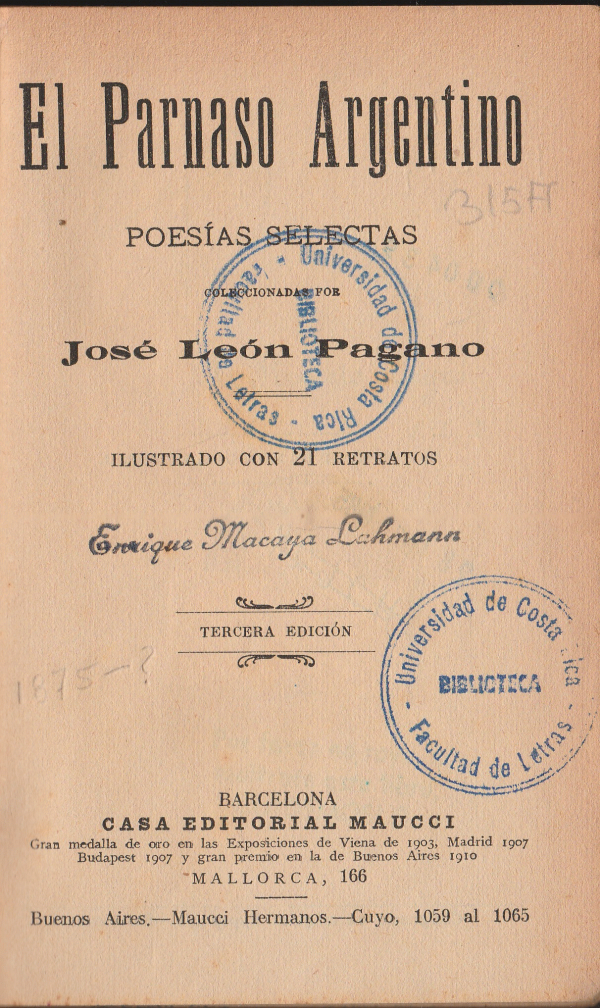 El Parnaso Argentino
315A
POESÍAS SELECTAS
COLECCIONADAS POR
José León Pagano
Universidad de Costa Rica - Facultad de Letras -
BIBLIOTECA
ILUSTRADO CON 21 RETRATOS
Enrique Macaya Lahmann
TERCERA EDICIÓN
1875-?
Universidad de Costa Rica - Facultad de Letras -
BIBLIOTECA
BARCELONA
CASA EDITORIAL MAUCCI
Gran medalla de oro en las Exposiciones de Viena de 1903, Madrid 1907
Budapest 1907 y gran premio en la de Buenos Aires 1910
MALLORCA, 166
Buenos Aires.—Maucci Hermanos.—Cuyo, 1059 al 1065